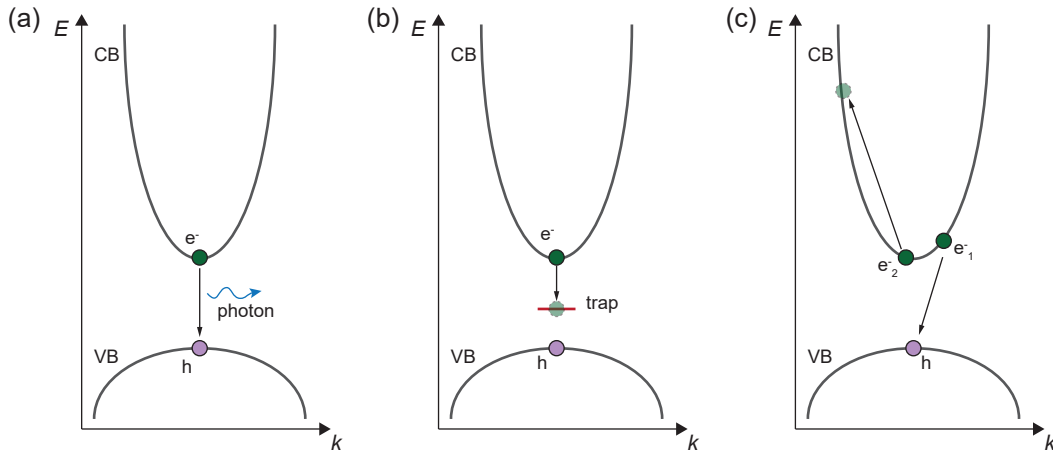 (a)
E
CB
e-
photon
VB
h
k
(b)
E
CB
e-
trap
VB
h
k
(c)
E
CB
e-2
e-1
VB
h
k